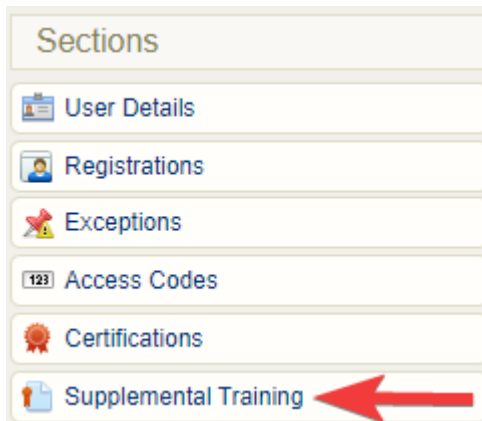 Sections
User Details
Registrations
Exceptions
123 Access Codes
Certifications
Supplemental Training